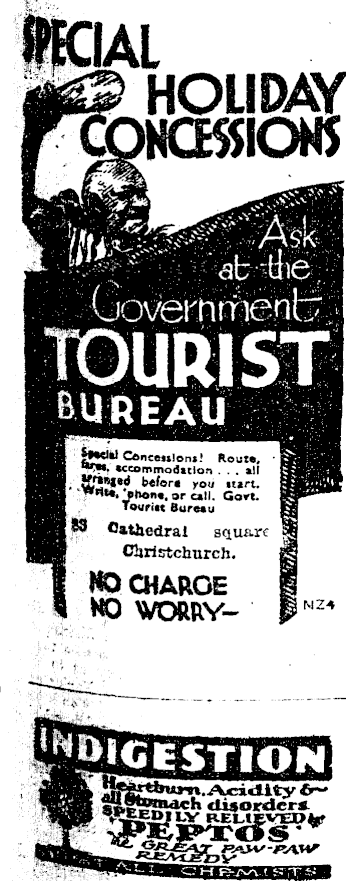 SPECIAL
HOLIDAY
CONCESSIONS
Ask
at the
Government
TOURIST
BUREAU
Special Concessions! Route,
fares, accommodation . . . all
arranged before you start.
Write, 'phone, or call. Govt.
Tourist Bureau
Cathedral square
Christchurch.
NO CHARGE
NO WORRY—
NZ4
INDIGESTION
Heartburn, Acidity &
all Stomach disorders
SPEEDILY RELIEVED by
"PEPTOS"
THE GREAT PAW-PAW
REMEDY
AT ALL CHEMISTS